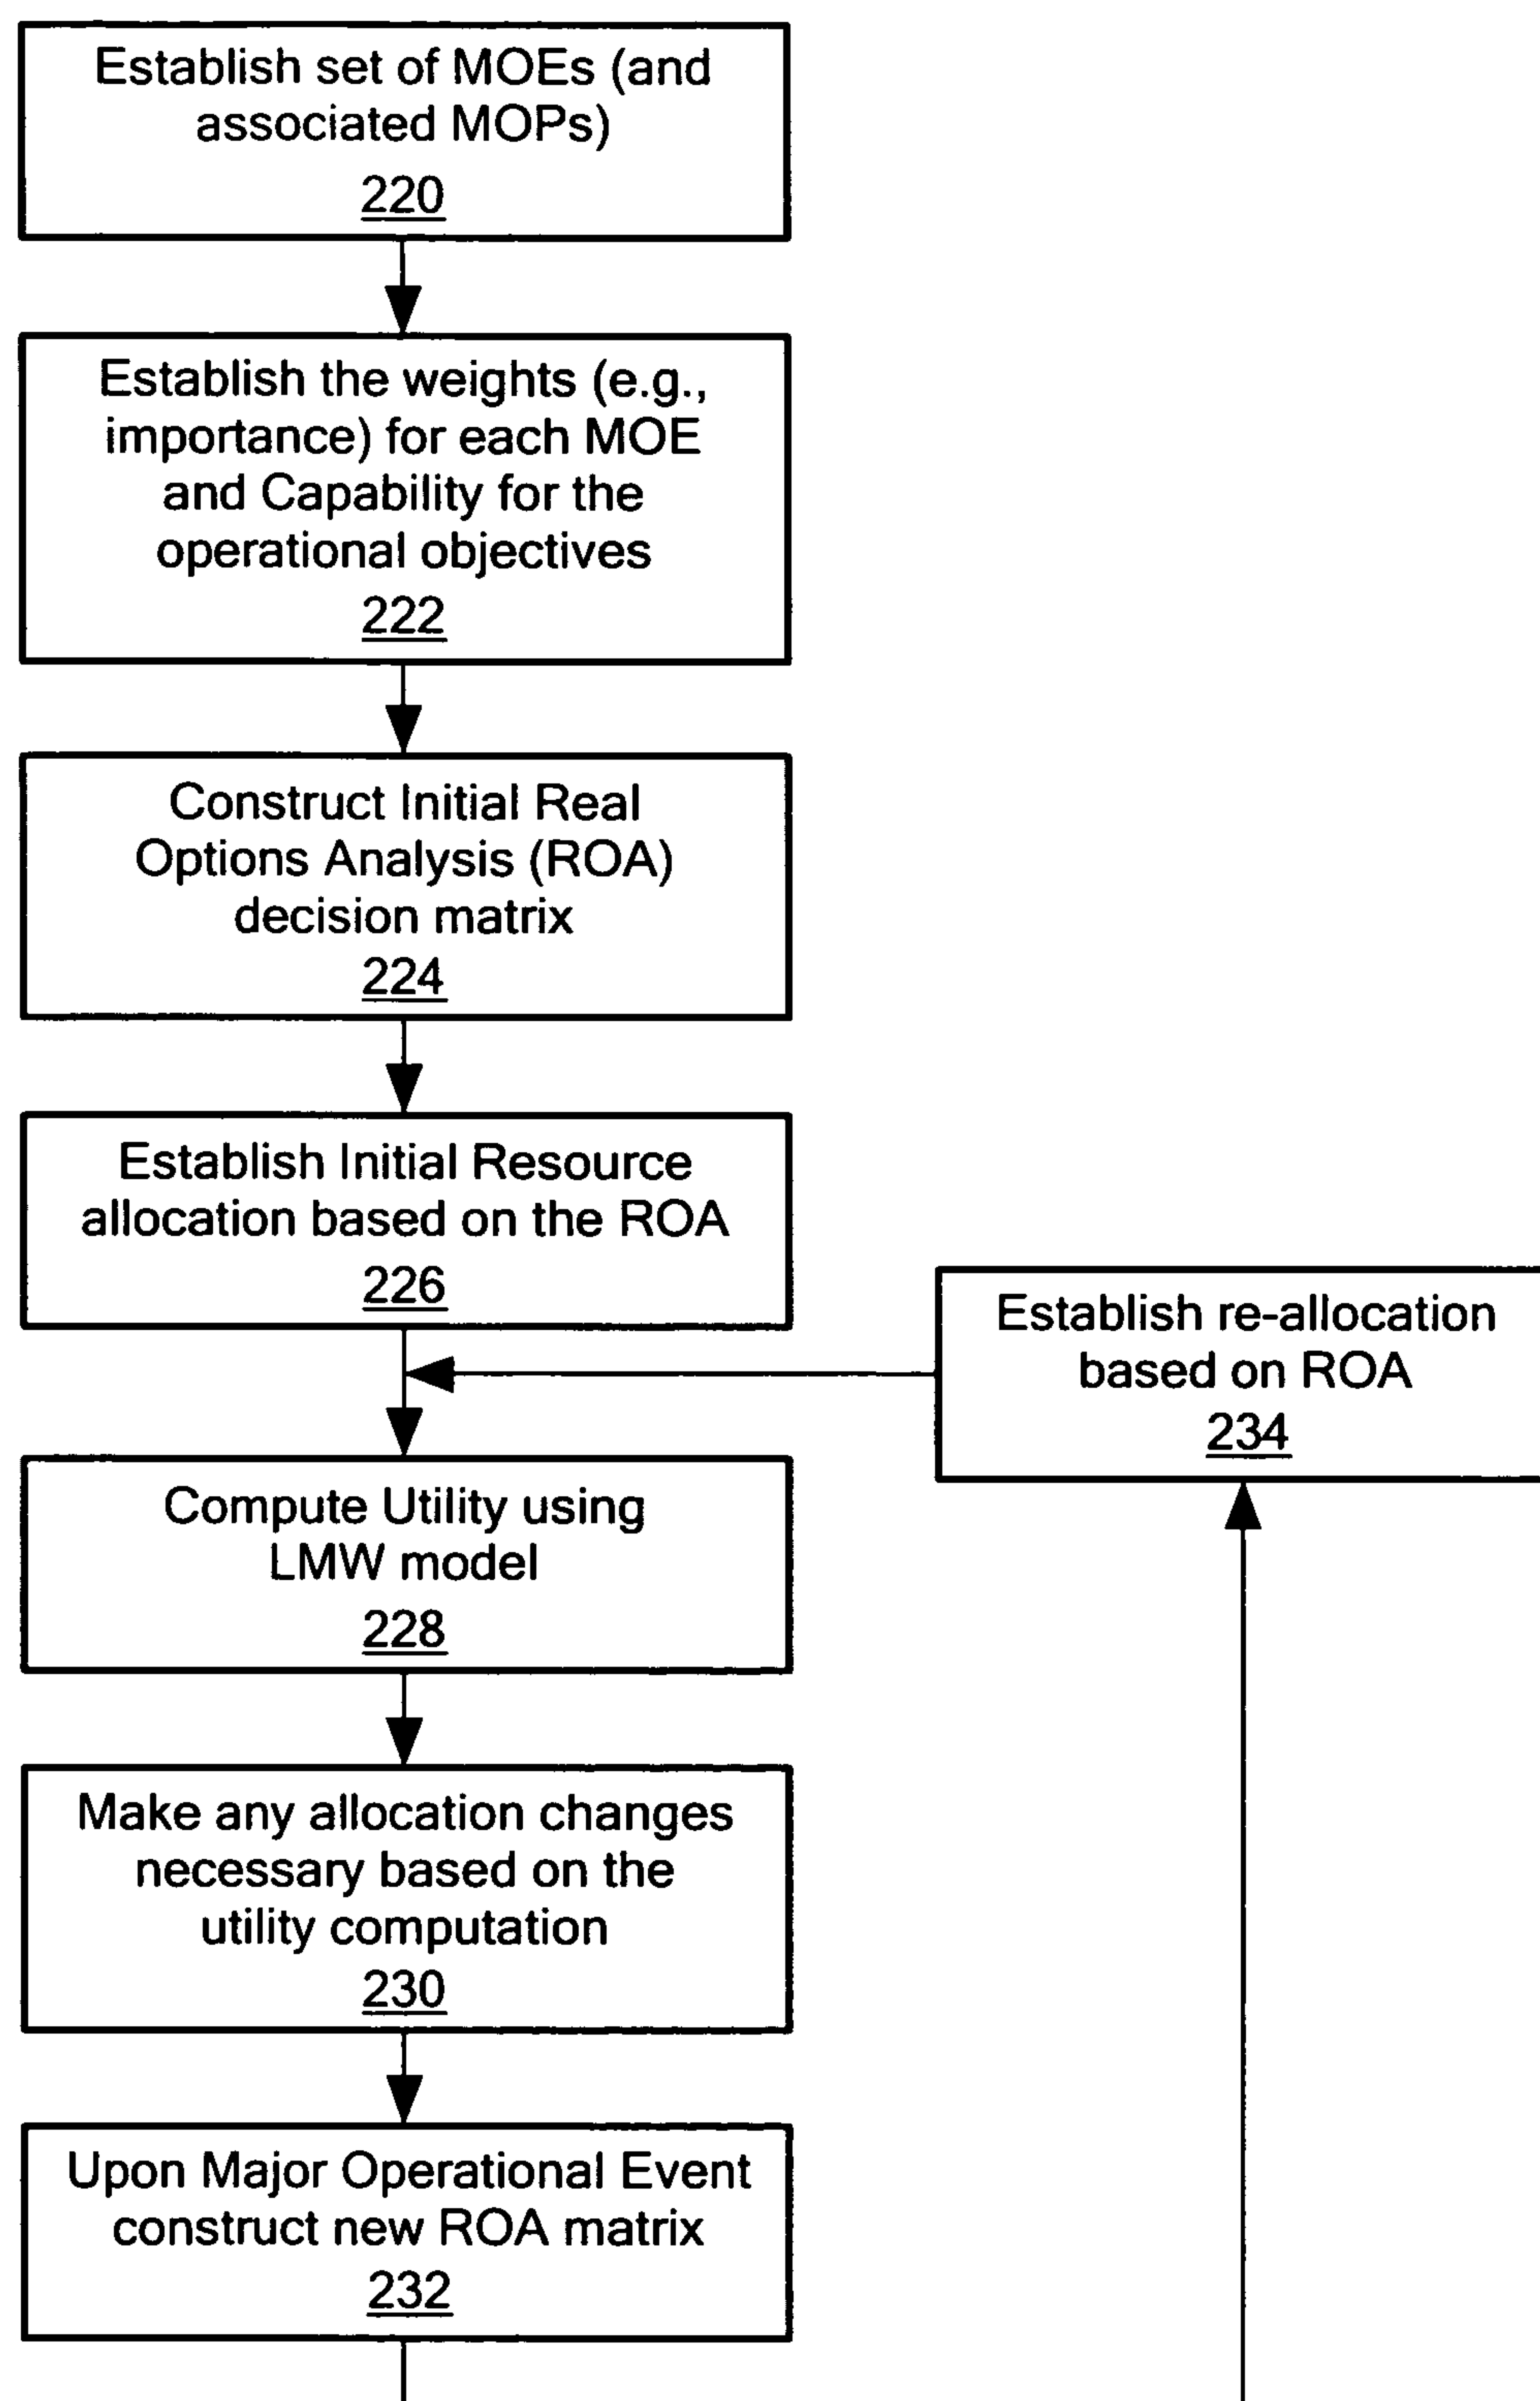 Establish set of MOEs (and
associated MOPs)
220
Establish the weights (e.g.,
importance) for each MOE
and Capability for the
operational objectives
222
Construct Initial Real
Options Analysis (ROA)
decision matrix
224
Establish Initial Resource
allocation based on the ROA
226
Establish re-allocation
based on ROA
234
Compute Utility using
LMW model
228
Make any allocation changes
necessary based on the
utility computation
230
Upon Major Operational Event
construct new ROA matrix
232